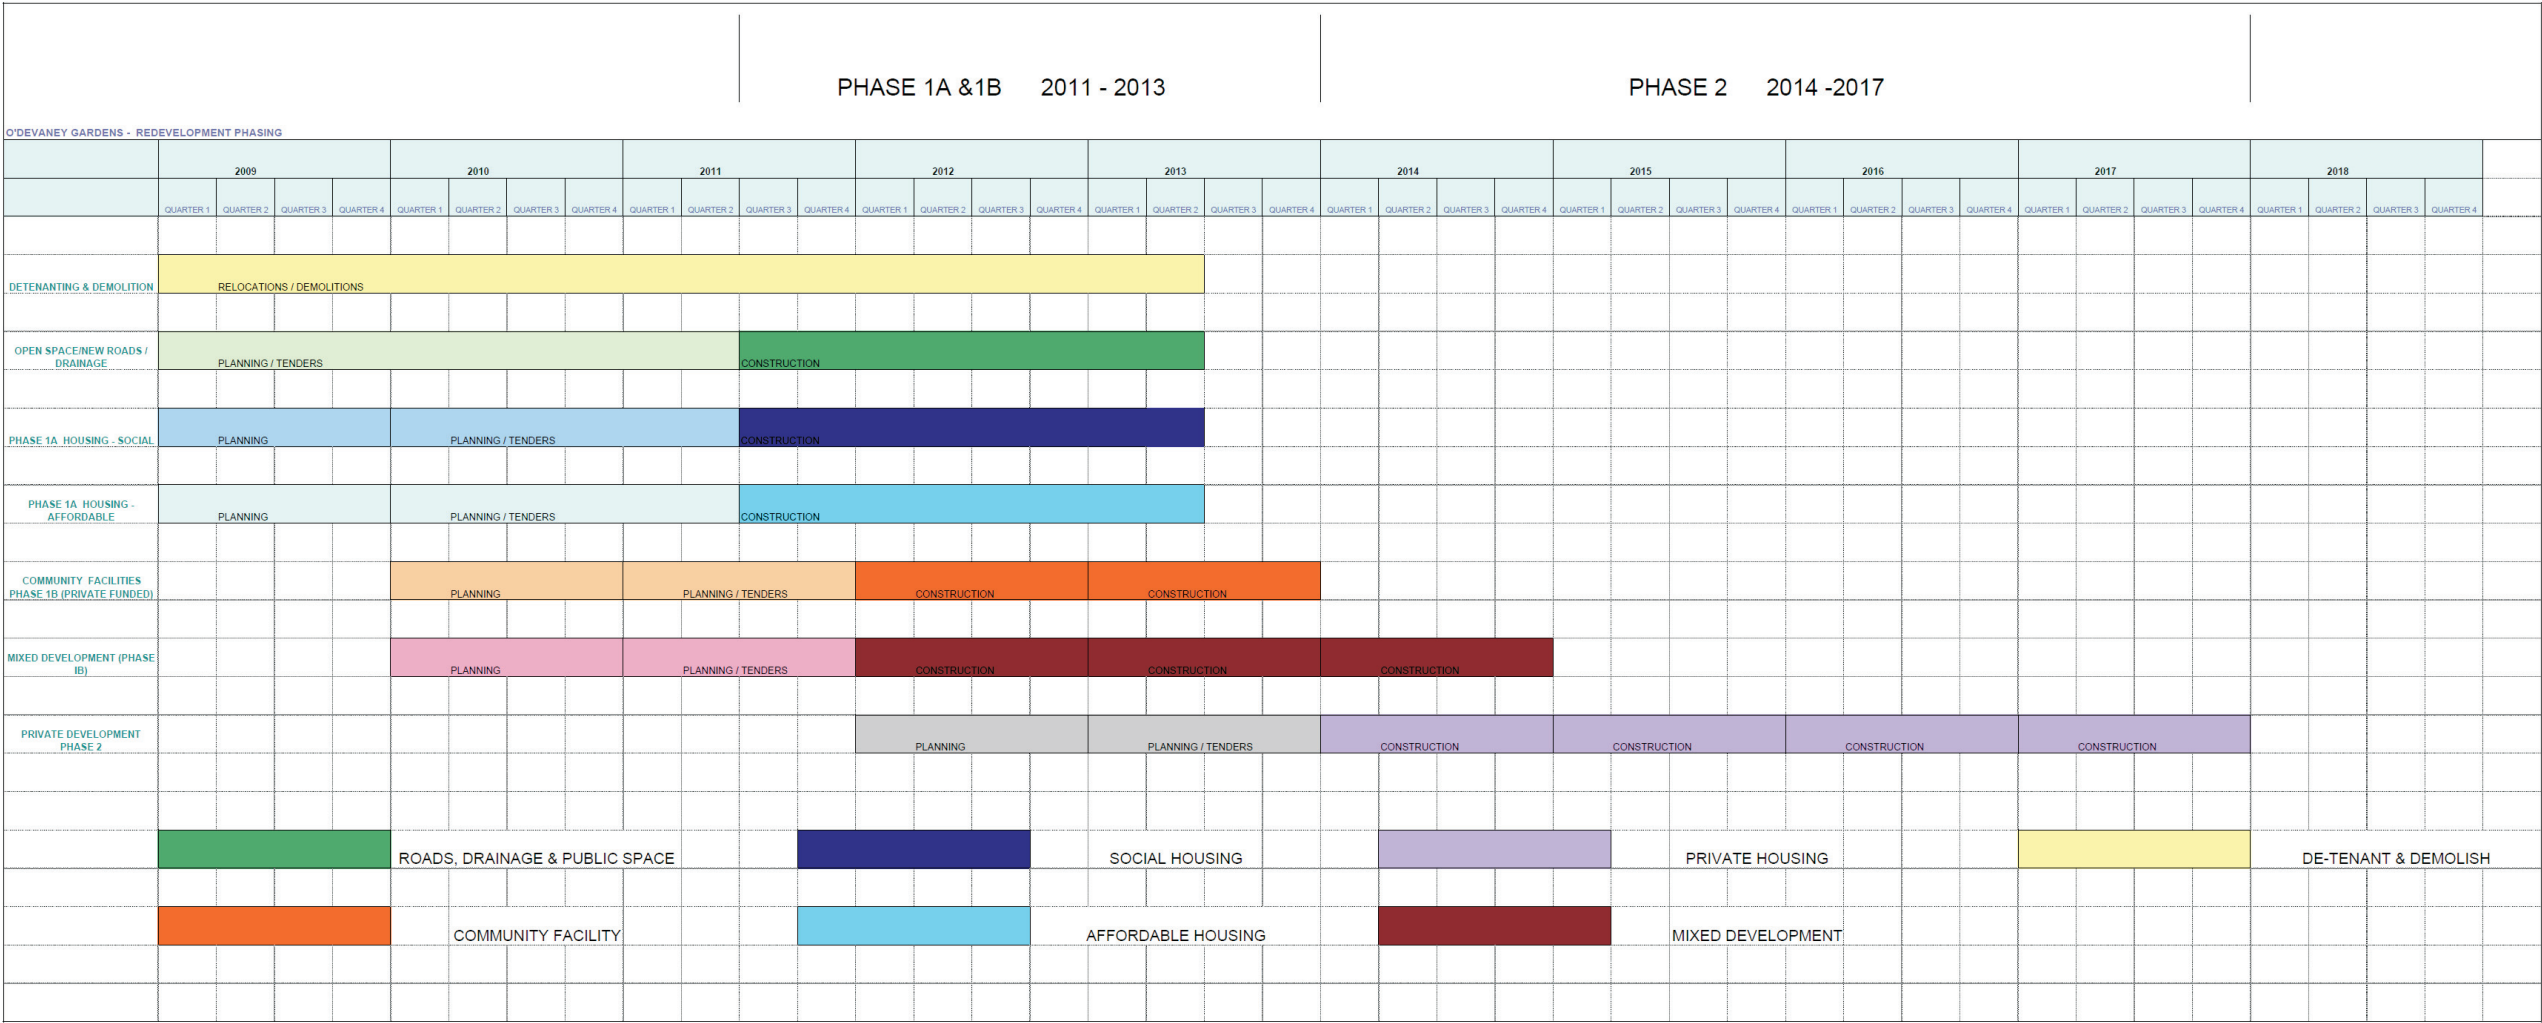 PHASE 1A &1B 2011 - 2013
PHASE 2 2014 -2017
O'DEVANEY GARDENS - REDEVELOPMENT PHASING
2009 2010 2011 2012 2013 2014 2015 2016 2017 2018
QUARTER 1 QUARTER 2 QUARTER 3 QUARTER 4 QUARTER 1 QUARTER 2 QUARTER 3 QUARTER 4 QUARTER 1 QUARTER 2 QUARTER 3 QUARTER 4 QUARTER 1 QUARTER 2 QUARTER 3 QUARTER 4 QUARTER 1 QUARTER 2 QUARTER 3 QUARTER 4 QUARTER 1 QUARTER 2 QUARTER 3 QUARTER 4 QUARTER 1 QUARTER 2 QUARTER 3 QUARTER 4 QUARTER 1 QUARTER 2 QUARTER 3 QUARTER 4 QUARTER 1 QUARTER 2 QUARTER 3 QUARTER 4 QUARTER 1 QUARTER 2 QUARTER 3 QUARTER 4
DETENANTING & DEMOLITION
RELOCATIONS / DEMOLITIONS
OPEN SPACE/NEW ROADS /
DRAINAGE
PLANNING / TENDERS
CONSTRUCTION
PHASE 1A HOUSING - SOCIAL
PLANNING
PLANNING / TENDERS
CONSTRUCTION
PHASE 1A HOUSING -
AFFORDABLE
PLANNING
PLANNING / TENDERS
CONSTRUCTION
COMMUNITY FACILITIES
PHASE 1B (PRIVATE FUNDED)
PLANNING
PLANNING / TENDERS
CONSTRUCTION
CONSTRUCTION
MIXED DEVELOPMENT (PHASE
IB)
PLANNING
PLANNING / TENDERS
CONSTRUCTION
CONSTRUCTION
CONSTRUCTION
PRIVATE DEVELOPMENT
PHASE 2
PLANNING
PLANNING / TENDERS
CONSTRUCTION
CONSTRUCTION
CONSTRUCTION
CONSTRUCTION
ROADS, DRAINAGE & PUBLIC SPACE
SOCIAL HOUSING
PRIVATE HOUSING
DE-TENANT & DEMOLISH
COMMUNITY FACILITY
AFFORDABLE HOUSING
MIXED DEVELOPMENT